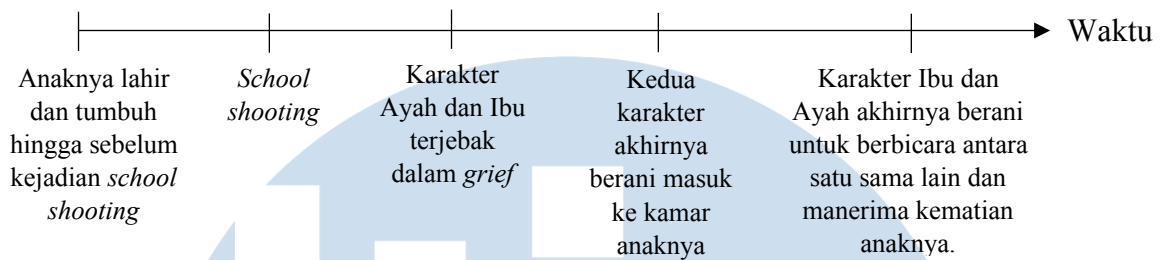 Waktu
Anaknya lahir
dan tumbuh
hingga sebelum
kejadian school
shooting
School
shooting
Karakter
Ayah dan Ibu
terjebak
dalam grief
Kedua
karakter
akhirnya
berani masuk
ke kamar
anaknya
Karakter Ibu dan
Ayah akhirnya berani
untuk berbicara antara
satu sama lain dan
manerima kematian
anaknya.